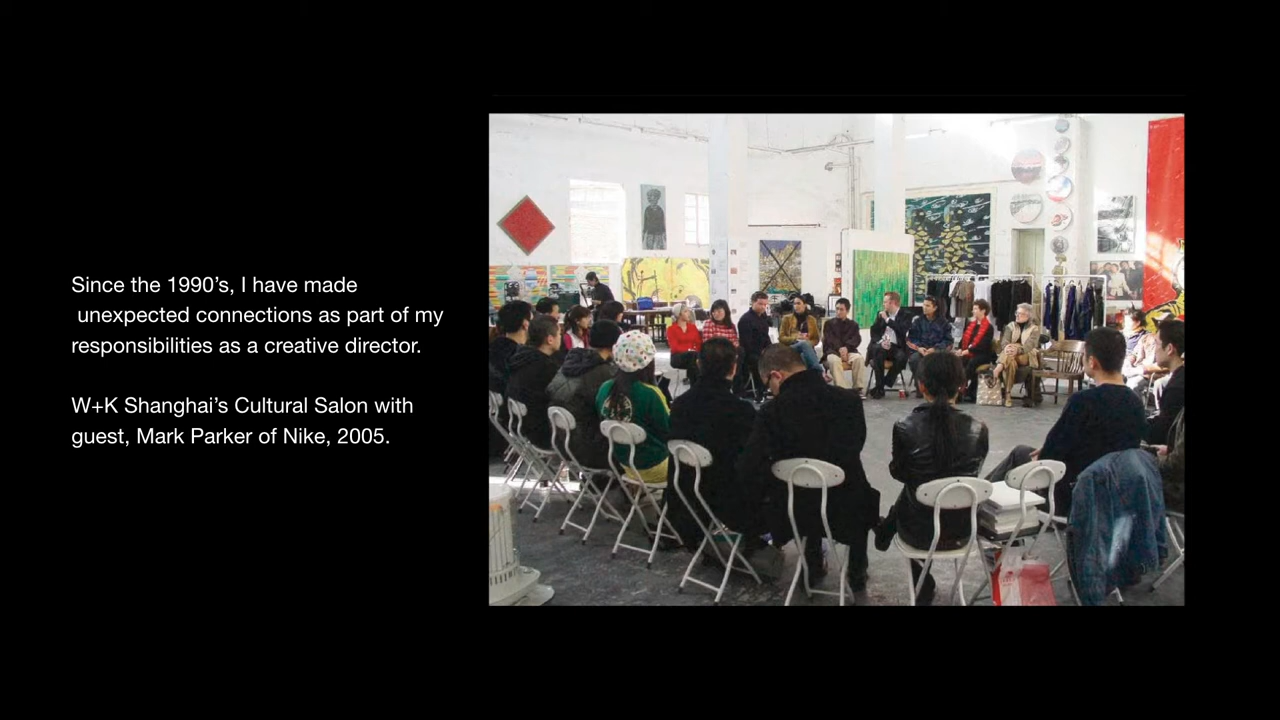 Since the 1990’s, I have made
unexpected connections as part of my
responsibilities as a creative director.
W+K Shanghai’s Cultural Salon with
guest, Mark Parker of Nike, 2005.